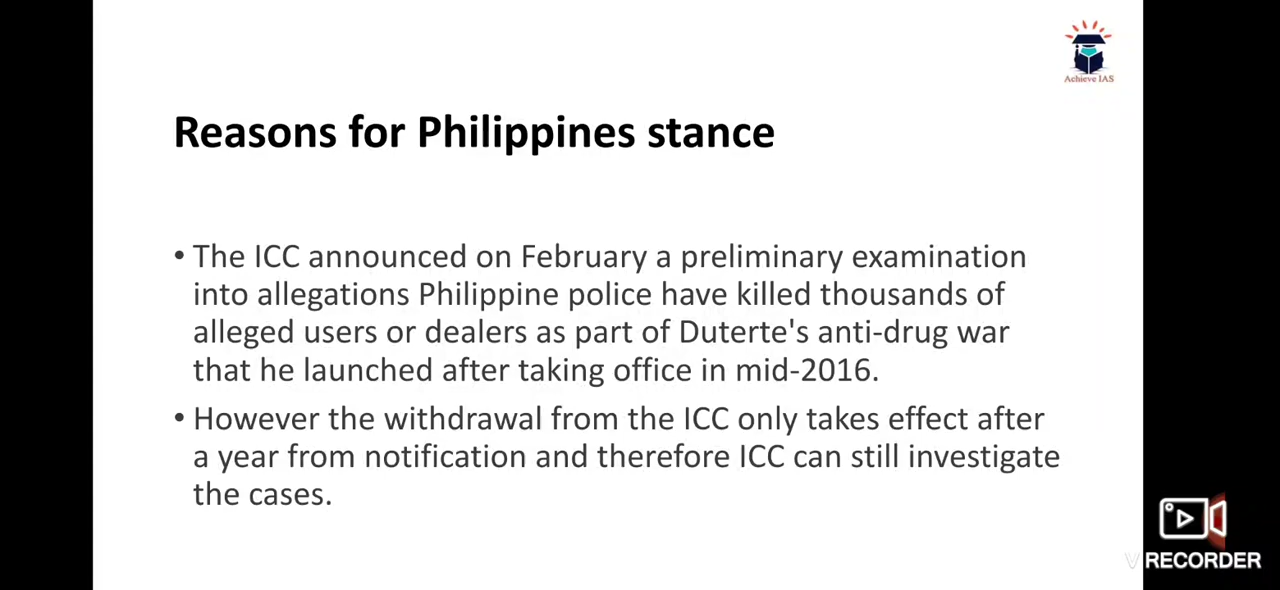 Achieve IAS
Reasons for Philippines stance
• The ICC announced on February a preliminary examination
into allegations Philippine police have killed thousands of
alleged users or dealers as part of Duterte's anti-drug war
that he launched after taking office in mid-2016.
• However the withdrawal from the ICC only takes effect after
a year from notification and therefore ICC can still investigate
the cases.
V RECORDER